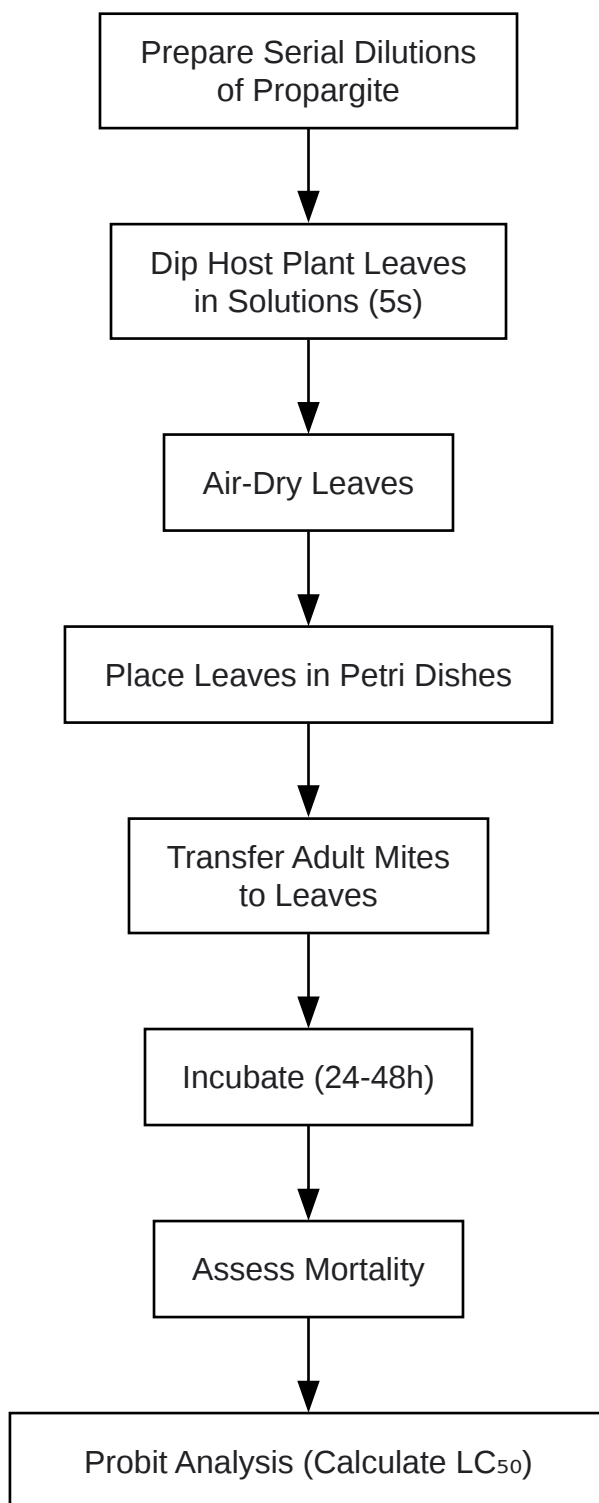 Prepare Serial Dilutions
of Propargite
Dip Host Plant Leaves
in Solutions (5s)
Air-Dry Leaves
Place Leaves in Petri Dishes
Transfer Adult Mites
to Leaves
Incubate (24-48h)
Assess Mortality
Probit Analysis (Calculate LC₅₀)